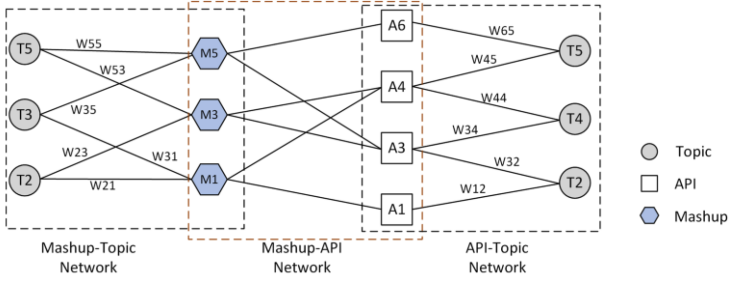 T5
T3
T2
W55
W53
W35
W23
W31
W21
M5
M3
M1
A6
A4
A3
A1
W65
W45
W44
W34
W32
W12
T5
T4
T2
Topic
API
Mashup
Mashup-Topic
Network
Mashup-API
Network
API-Topic
Network